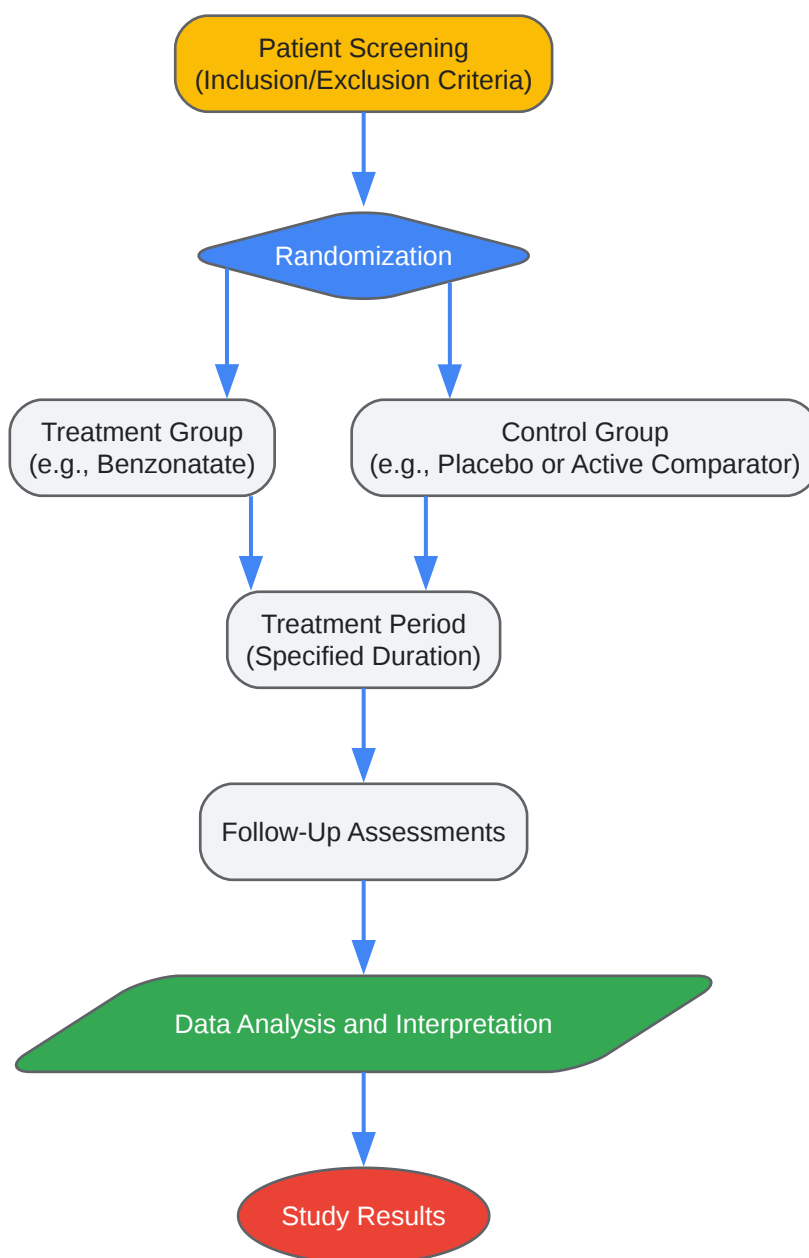 Patient Screening
(Inclusion/Exclusion Criteria)
Randomization
Treatment Group
(e.g., Benzonatate)
Control Group
(e.g., Placebo or Active Comparator)
Treatment Period
(Specified Duration)
Follow-Up Assessments
Data Analysis and Interpretation
Study Results